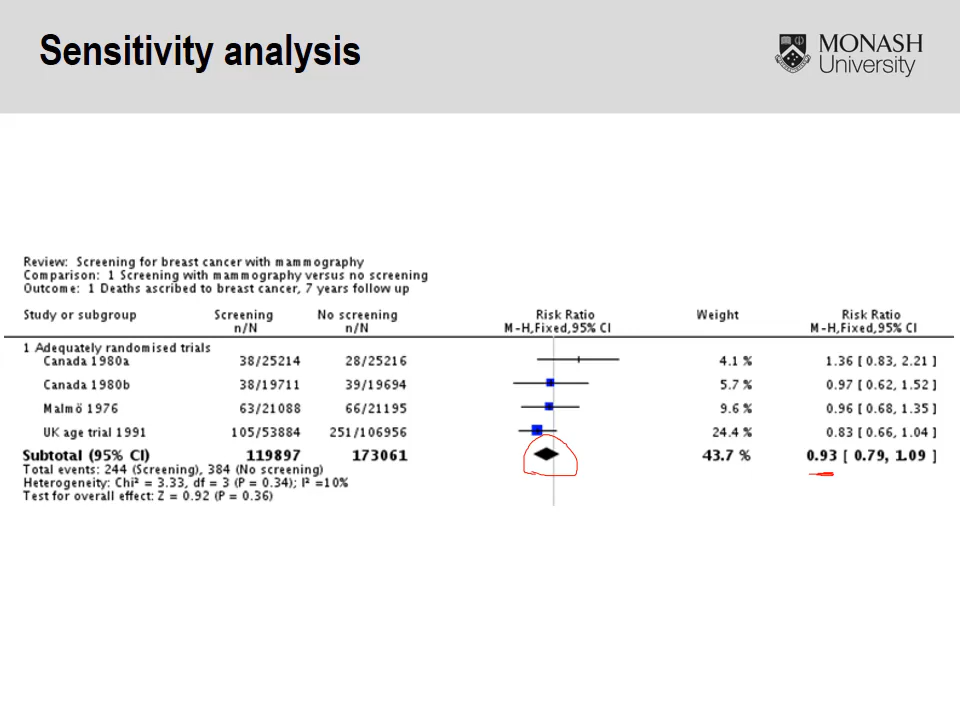 Sensitivity analysis
MONASH
University
Review: Screening for breast cancer with mammography
Comparison: 1 Screening with mammography versus no screening
Outcome: 1 Deaths ascribed to breast cancer, 7 years follow up
Study or subgroup Screening No screening Risk Ratio Weight Risk Ratio
n/N n/N M-H,Fixed,95% CI M-H,Fixed,95% CI
1 Adequately randomised trials
Canada 1980a 38/25214 28/25216 4.1 % 1.36 [ 0.83, 2.21 ]
Canada 1980b 38/19711 39/19694 5.7 % 0.97 [ 0.62, 1.52 ]
Malmö 1976 63/21088 66/21195 9.6 % 0.96 [ 0.68, 1.35 ]
UK age trial 1991 105/53884 251/106956 24.4 % 0.83 [ 0.66, 1.04 ]
Subtotal (95% CI) 119897 173061 43.7 % 0.93 [ 0.79, 1.09 ]
Total events: 244 (Screening), 384 (No screening)
Heterogeneity: Chi² = 3.33, df = 3 (P = 0.34); I² =10%
Test for overall effect: Z = 0.92 (P = 0.36)